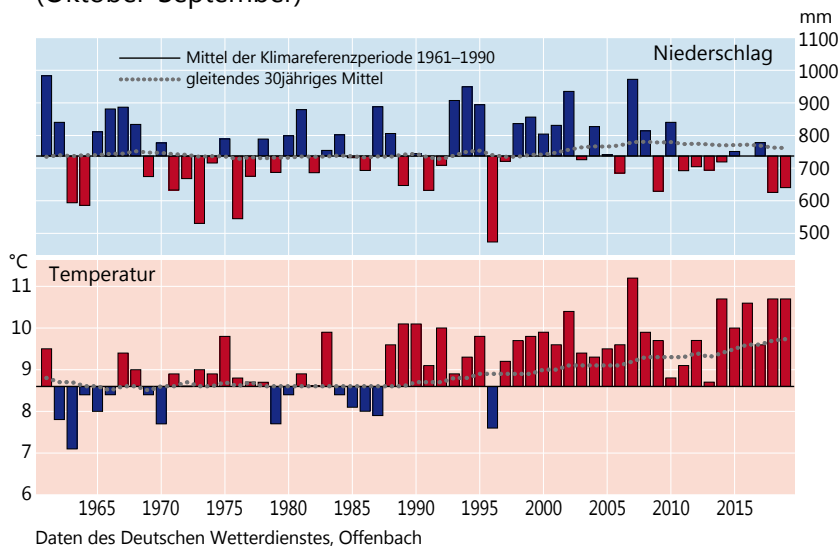 (Oktober-September)
mm
Mittel der Klimareferenzperiode 1961–1990
gleitendes 30jähriges Mittel
Niederschlag
1100
1000
900
800
700
600
500
°C
Temperatur
11
10
9
8
7
6
1965 1970 1975 1980 1985 1990 1995 2000 2005 2010 2015
Daten des Deutschen Wetterdienstes, Offenbach